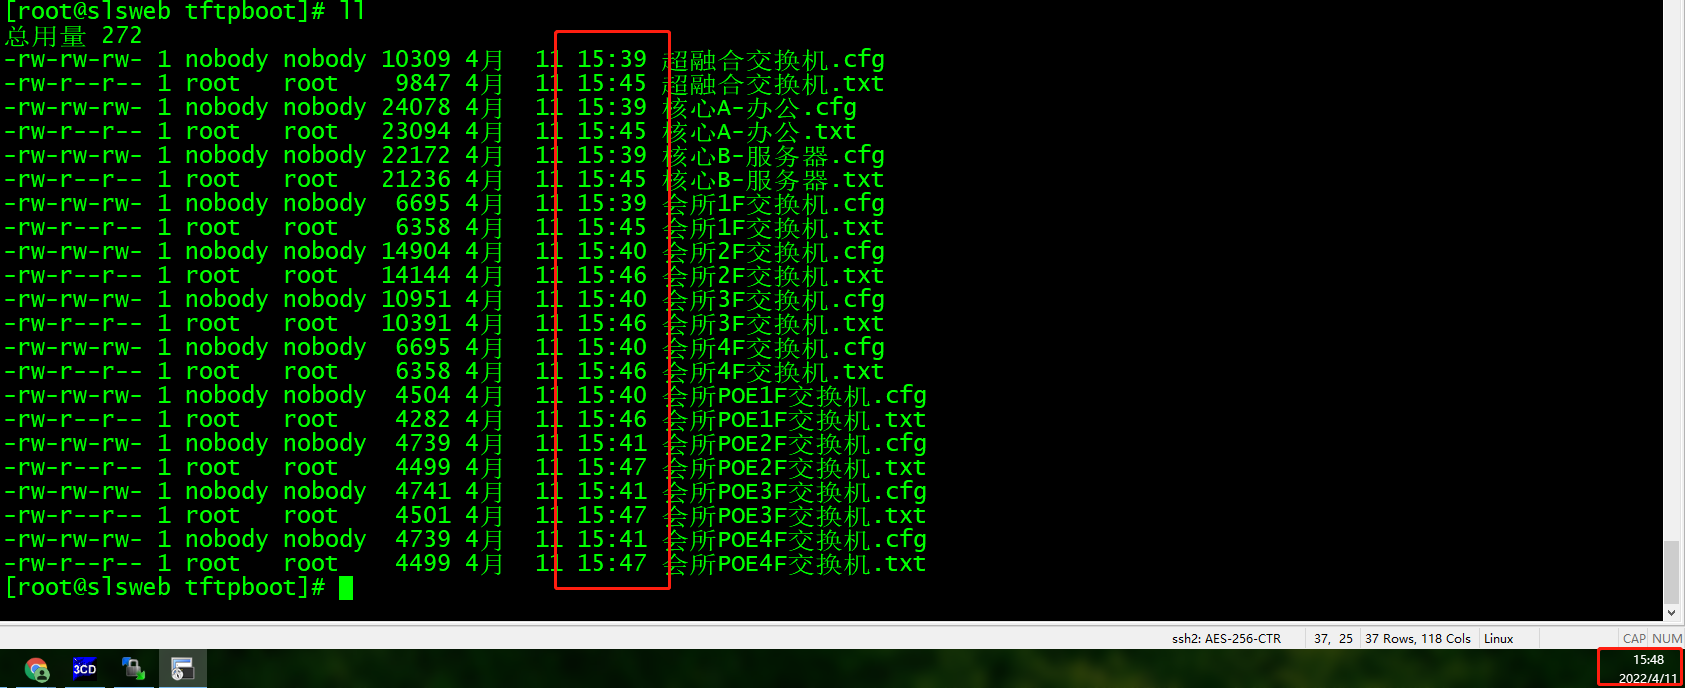 [root@slsweb tftpboot]# ll
总用量 272
-rw-rw-rw- 1 nobody nobody 10309 4月  11 15:39 超融合交换机.cfg
-rw-r--r-- 1 root   root    9847 4月  11 15:45 超融合交换机.txt
-rw-rw-rw- 1 nobody nobody 24078 4月  11 15:39 核心A-办公.cfg
-rw-r--r-- 1 root   root   23094 4月  11 15:45 核心A-办公.txt
-rw-rw-rw- 1 nobody nobody 22172 4月  11 15:39 核心B-服务器.cfg
-rw-r--r-- 1 root   root   21236 4月  11 15:45 核心B-服务器.txt
-rw-rw-rw- 1 nobody nobody  6695 4月  11 15:39 会所1F交换机.cfg
-rw-r--r-- 1 root   root    6358 4月  11 15:45 会所1F交换机.txt
-rw-rw-rw- 1 nobody nobody 14904 4月  11 15:40 会所2F交换机.cfg
-rw-r--r-- 1 root   root   14144 4月  11 15:46 会所2F交换机.txt
-rw-rw-rw- 1 nobody nobody 10951 4月  11 15:40 会所3F交换机.cfg
-rw-r--r-- 1 root   root   10391 4月  11 15:46 会所3F交换机.txt
-rw-rw-rw- 1 nobody nobody  6695 4月  11 15:40 会所4F交换机.cfg
-rw-r--r-- 1 root   root    6358 4月  11 15:46 会所4F交换机.txt
-rw-rw-rw- 1 nobody nobody  4504 4月  11 15:40 会所POE1F交换机.cfg
-rw-r--r-- 1 root   root    4282 4月  11 15:46 会所POE1F交换机.txt
-rw-rw-rw- 1 nobody nobody  4739 4月  11 15:41 会所POE2F交换机.cfg
-rw-r--r-- 1 root   root    4499 4月  11 15:47 会所POE2F交换机.txt
-rw-rw-rw- 1 nobody nobody  4741 4月  11 15:41 会所POE3F交换机.cfg
-rw-r--r-- 1 root   root    4501 4月  11 15:47 会所POE3F交换机.txt
-rw-rw-rw- 1 nobody nobody  4739 4月  11 15:41 会所POE4F交换机.cfg
-rw-r--r-- 1 root   root    4499 4月  11 15:47 会所POE4F交换机.txt
[root@slsweb tftpboot]#
ssh2: AES-256-CTR 37, 25 37 Rows, 118 Cols Linux CAP NUM
3CD
15:48
2022/4/11